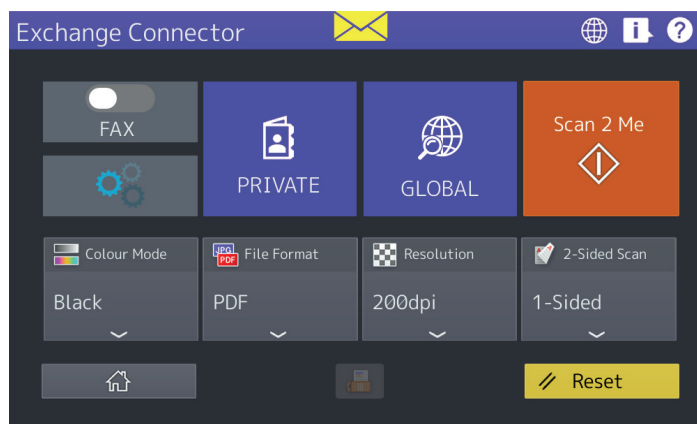 Exchange Connector
FAX
PRIVATE
GLOBAL
Scan 2 Me
Colour Mode
JPG
PDF
File Format
Resolution
2-Sided Scan
Black
PDF
200dpi
1-Sided
Reset